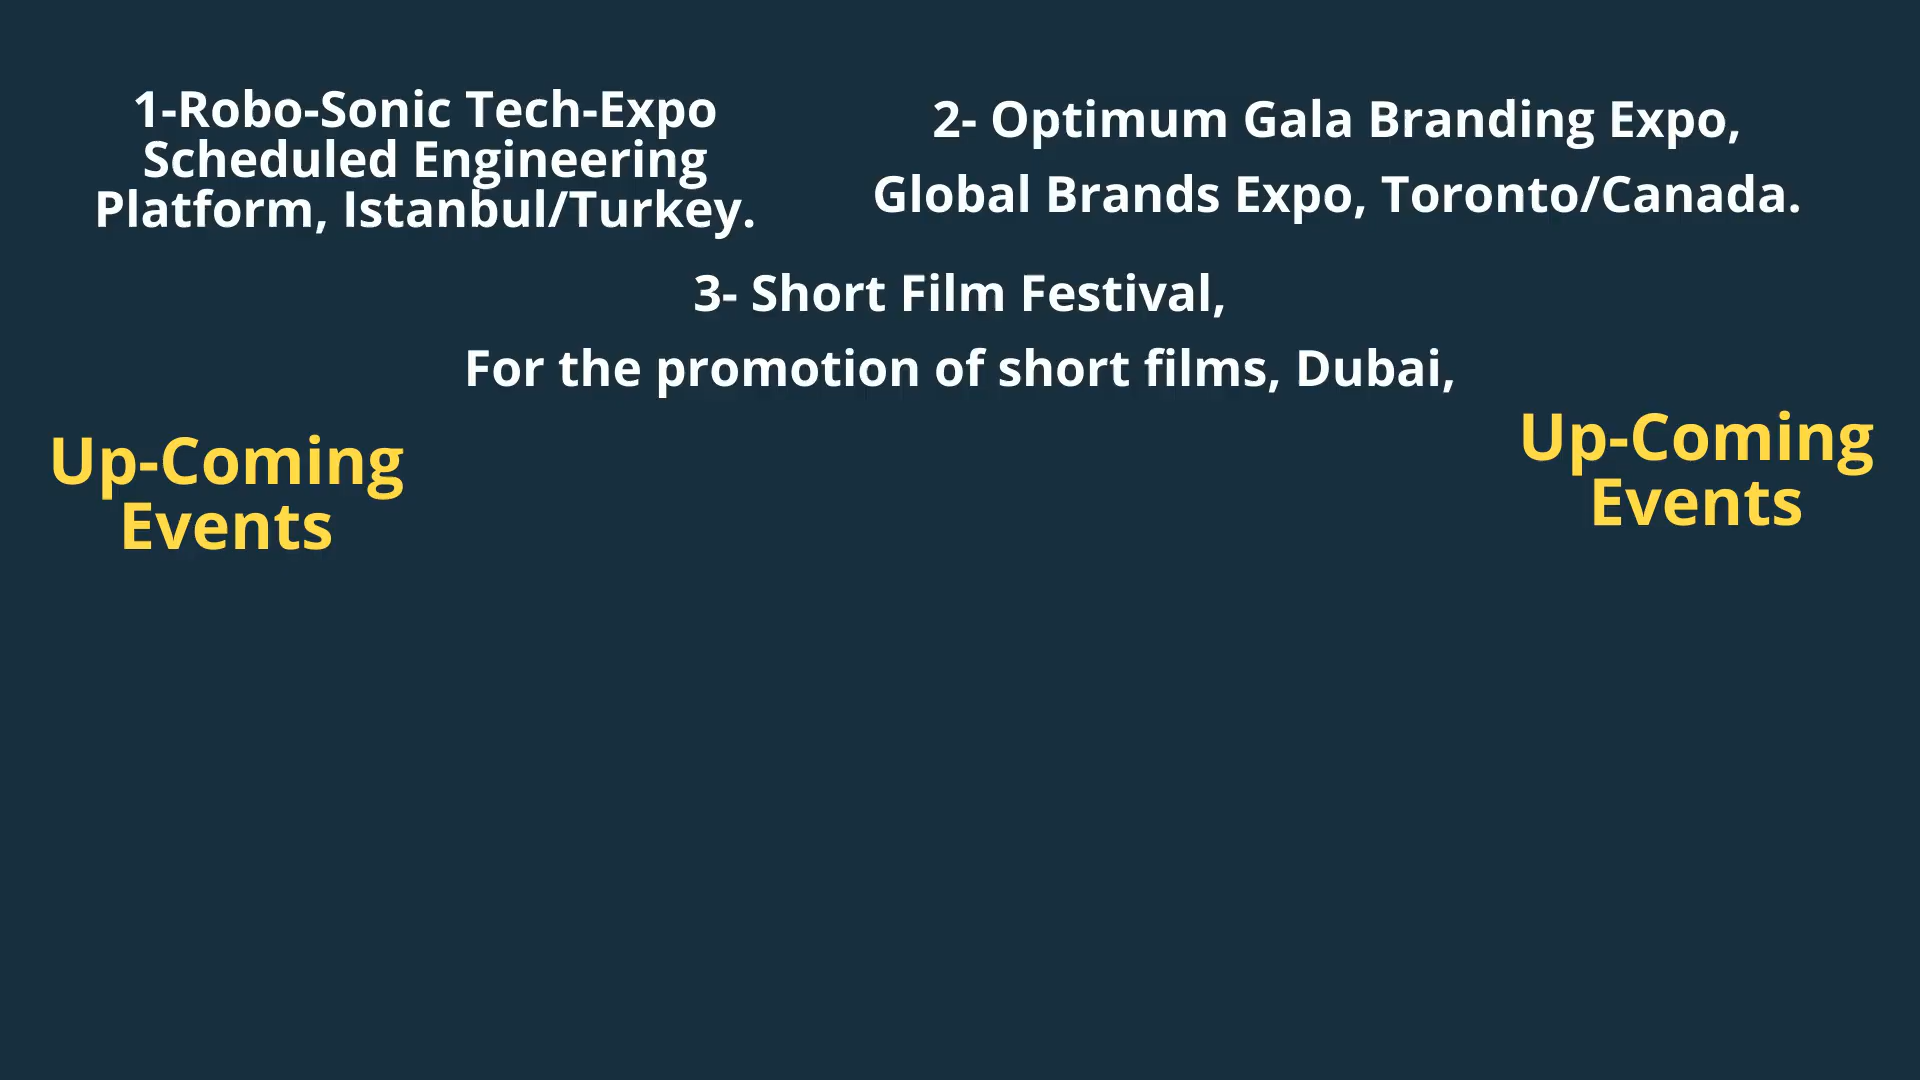 1-Robo-Sonic Tech-Expo
Scheduled Engineering
Platform, Istanbul/Turkey.
2- Optimum Gala Branding Expo,
Global Brands Expo, Toronto/Canada.
3- Short Film Festival,
For the promotion of short films, Dubai,
Up-Coming
Events
Up-Coming
Events